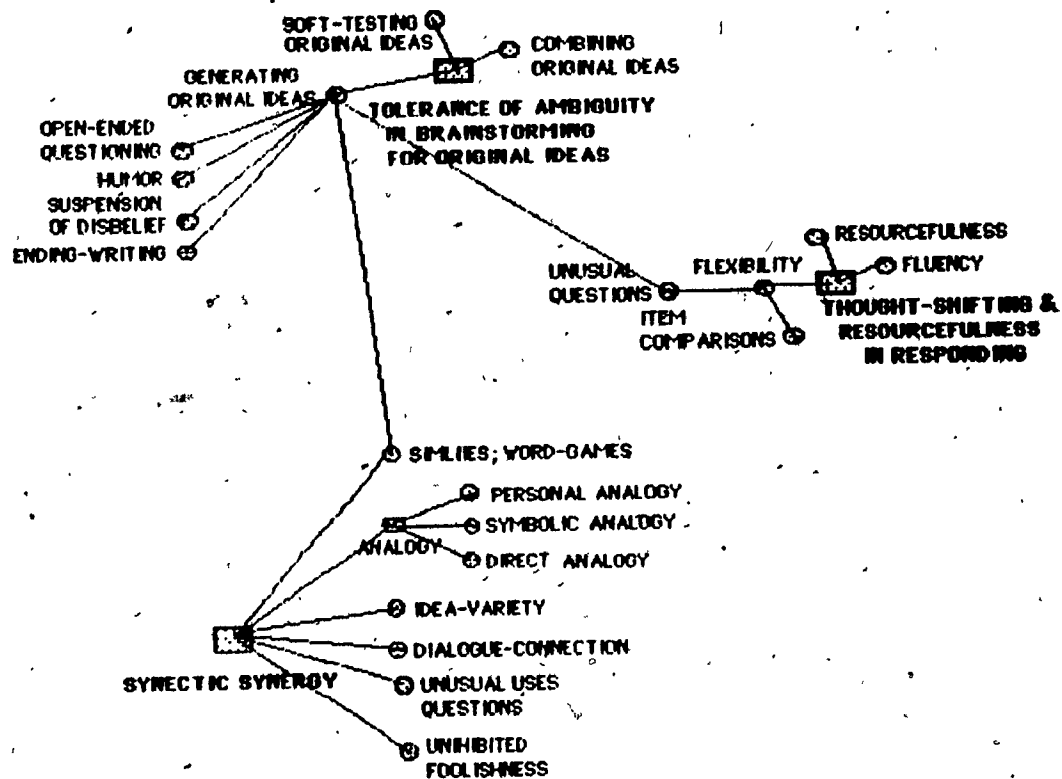 SOFT-TESTING
ORIGINAL IDEAS
COMBINING
ORIGINAL IDEAS
GENERATING
ORIGINAL IDEAS
TOLERANCE OF AMBIGUITY
IN BRAINSTORMING
FOR ORIGINAL IDEAS
OPEN-ENDED
QUESTIONING
HUMOR
SUSPENSION
OF DISBELIEF
ENDING-WRITING
RESOURCEFULNESS
FLUENCY
FLEXIBILITY
UNUSUAL
QUESTIONS
ITEM
COMPARISONS
THOUGHT-SHIFTING &
RESOURCEFULNESS
IN RESPONDING
SIMLIES; WORD-GAMES
PERSONAL ANALOGY
SYMBOLIC ANALOGY
ANALOGY
DIRECT ANALOGY
IDEA-VARIETY
DIALOGUE-CONNECTION
SYNECTIC SYNERGY
UNUSUAL USES
QUESTIONS
UNIHIBITED
FOOLISHNESS